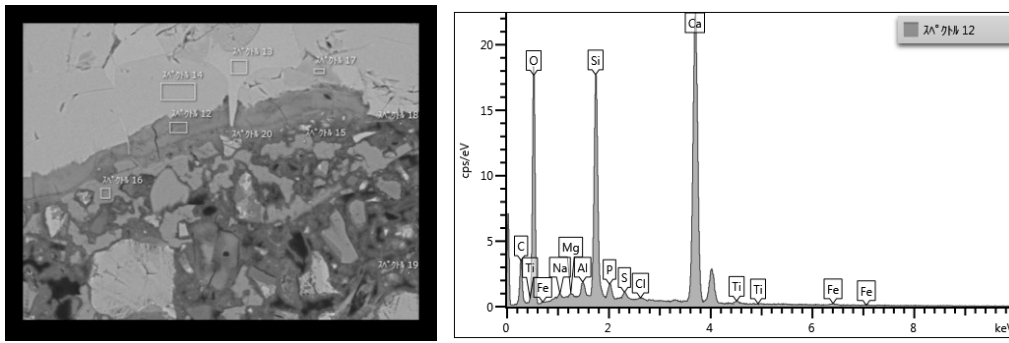 ｽﾍﾟｸﾄﾙ 13
ｽﾍﾟｸﾄﾙ 17
ｽﾍﾟｸﾄﾙ 14
ｽﾍﾟｸﾄﾙ 12
ｽﾍﾟｸﾄﾙ 18
ｽﾍﾟｸﾄﾙ 20
ｽﾍﾟｸﾄﾙ 15
ｽﾍﾟｸﾄﾙ 16
ｽﾍﾟｸﾄﾙ 19
ｽﾍﾟｸﾄﾙ 12
cps/eV
20
15
10
5
0
Ca
O
Si
C
Ti
Fe
Na
Mg
Al
P
S
Cl
Ti
Ti
Fe
Fe
0 2 4 6 8 keV